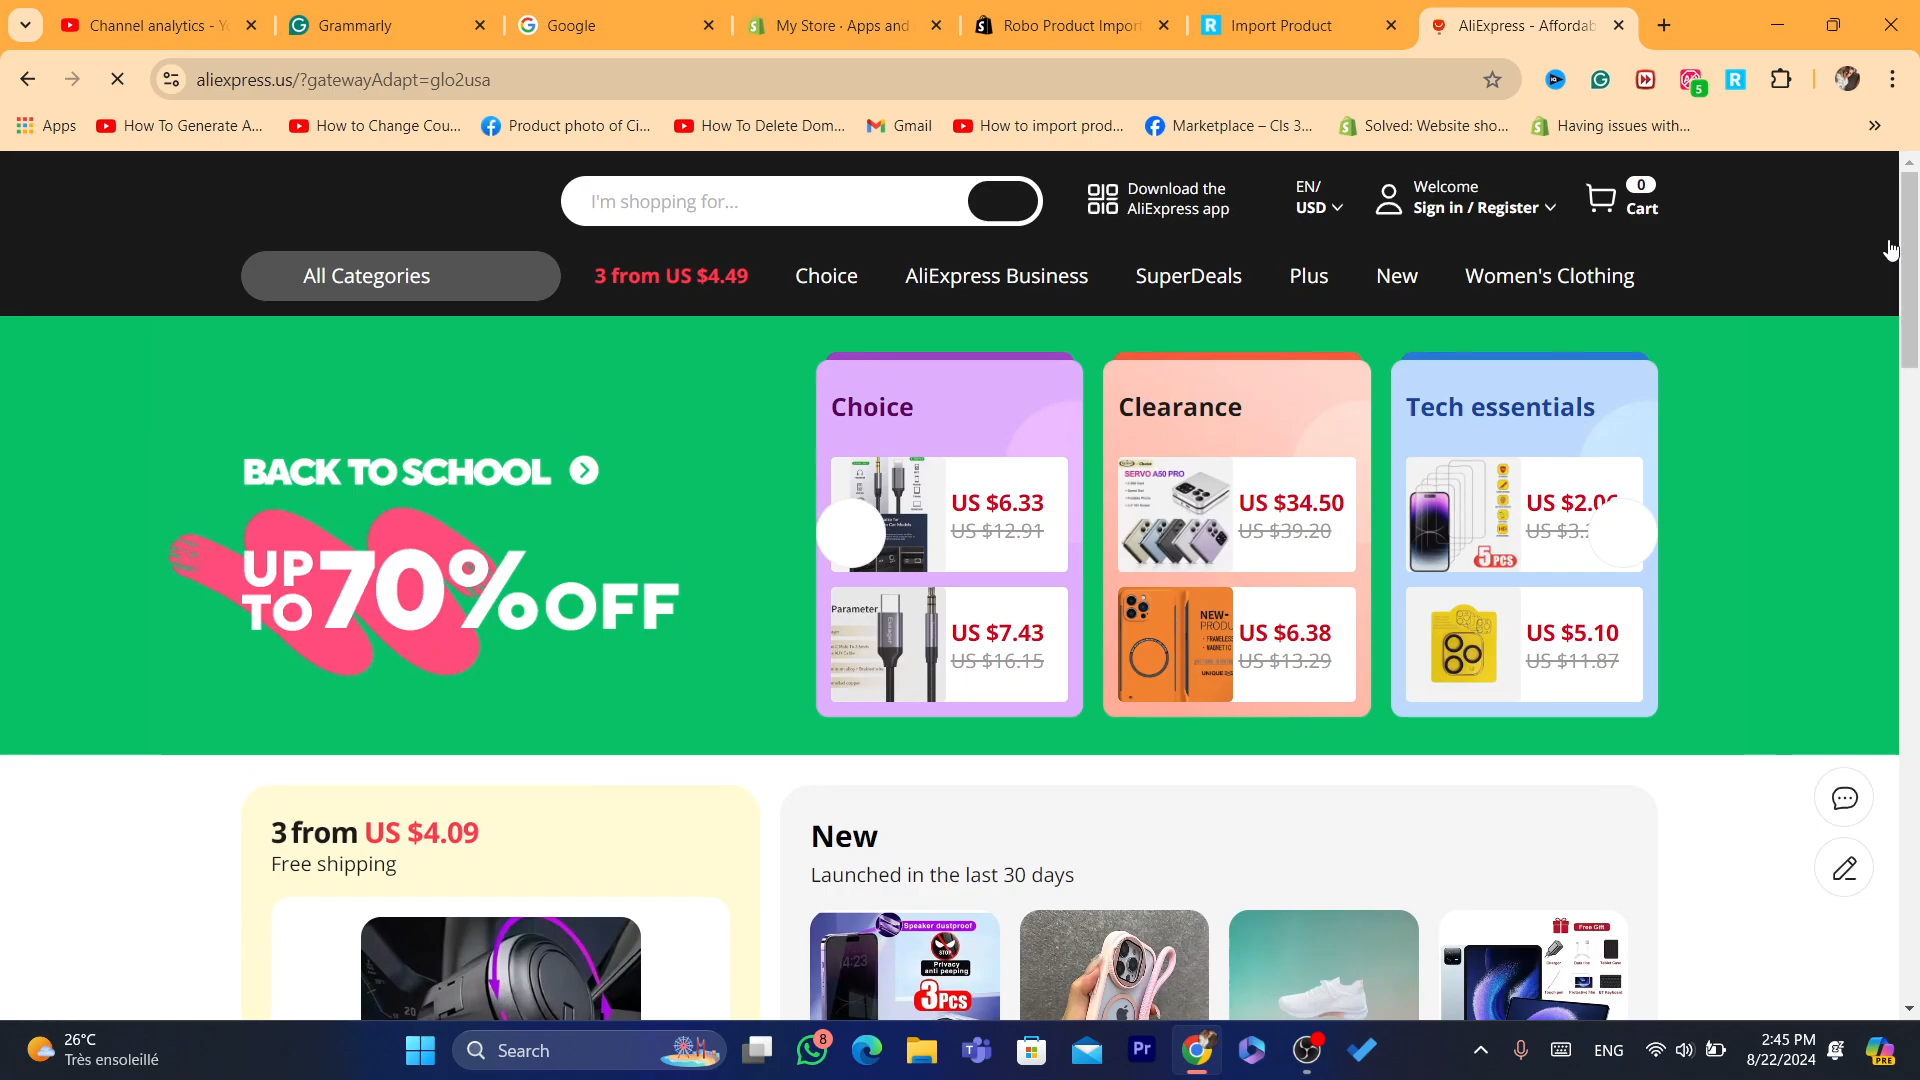 Channel analytics - Y
Grammarly
Google
My Store · Apps and
Robo Product Import
Import Product
AliExpress - Affordab
aliexpress.us/?gatewayAdapt=glo2usa
5
Apps
How To Generate A...
How to Change Cou...
Product photo of Ci...
How To Delete Dom...
Gmail
How to import prod...
Marketplace – Cls 3...
Solved: Website sho...
Having issues with...
I'm shopping for...
Download the
AliExpress app
EN/
USD
Welcome
Sign in / Register
0
Cart
All Categories
3 from US $4.49
Choice
AliExpress Business
SuperDeals
Plus
New
Women's Clothing
BACK TO SCHOOL
UP TO 70% OFF
Choice
US $6.33
US $12.91
Parameter
US $7.43
US $16.15
Clearance
SERVO A50 PRO
US $34.50
US $39.20
NEW-
US $6.38
US $13.29
Tech essentials
5 PCS
US $2.06
US $3.
US $5.10
US $11.87
3 from US $4.09
Free shipping
New
Launched in the last 30 days
Speaker dustproof
STOP
Privacy
anti peeping
3Pcs
Free Gift
26°C
Très ensoleillé
Search
8
Pr
ENG
2:45 PM
8/22/2024
PRE